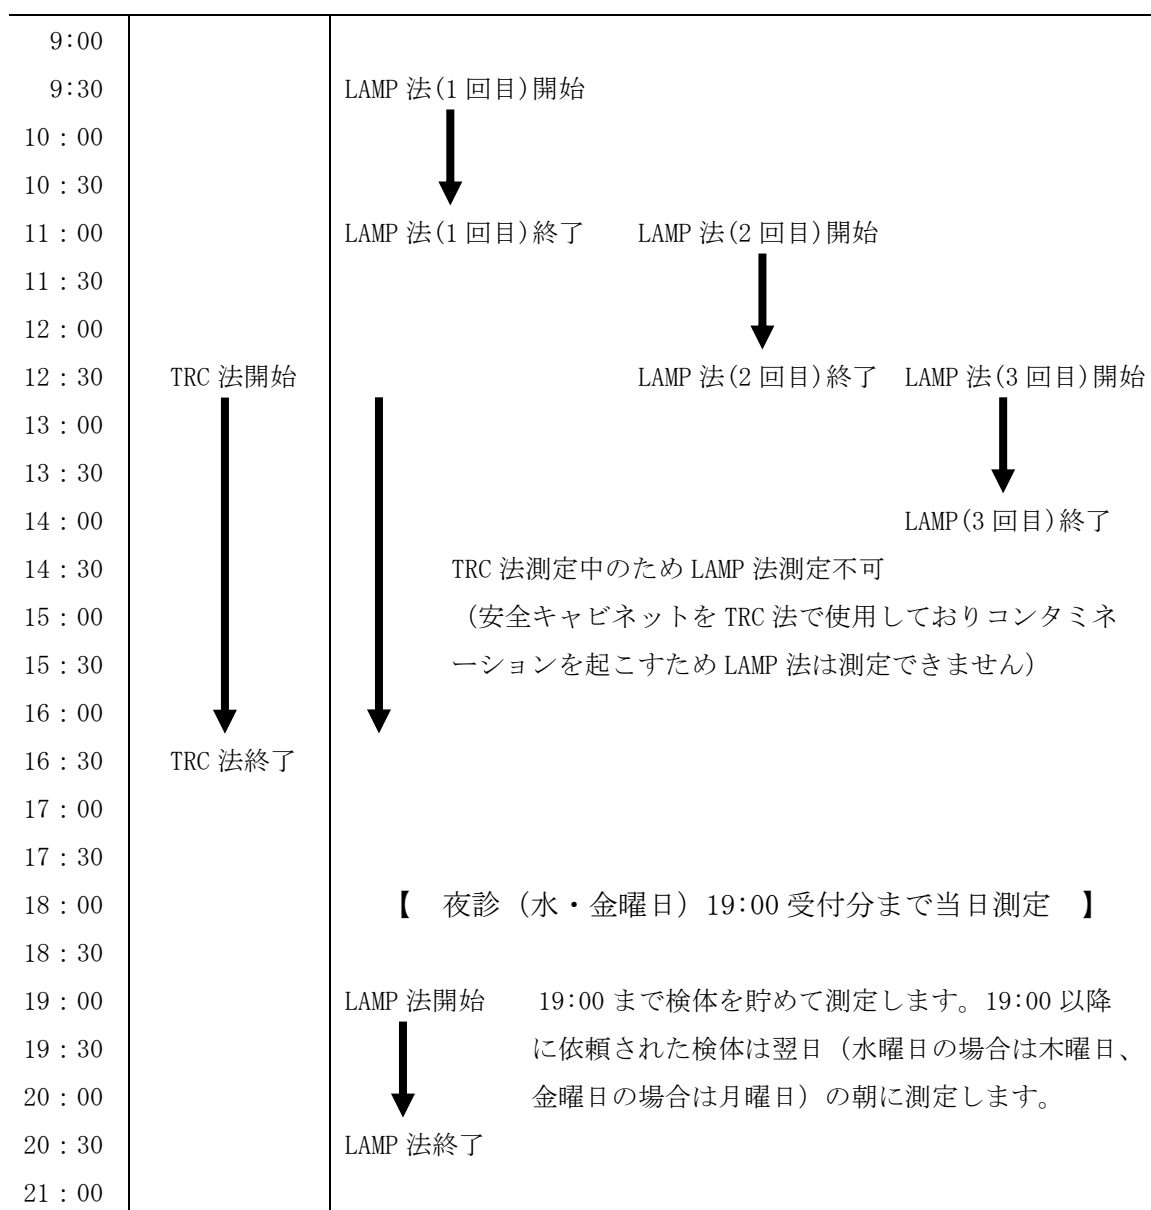 9:00
9:30 LAMP 法(1 回目)開始
10：00
10：30
11：00 LAMP 法(1 回目)終了 LAMP 法(2 回目)開始
11：30
12：00
12：30 TRC 法開始 LAMP 法(2 回目)終了 LAMP 法(3 回目)開始
13：00
13：30
14：00 LAMP(3 回目)終了
14：30 TRC 法測定中のため LAMP 法測定不可
15：00 （安全キャビネットを TRC 法で使用しておりコンタミネ
15：30 ーションを起こすため LAMP 法は測定できません）
16：00
16：30 TRC 法終了
17：00
17：30
18：00 【 夜診（水・金曜日）19:00 受付分まで当日測定 】
18：30
19：00 LAMP 法開始 19:00 まで検体を貯めて測定します。19:00 以降
19：30 に依頼された検体は翌日（水曜日の場合は木曜日、
20：00 金曜日の場合は月曜日）の朝に測定します。
20：30 LAMP 法終了
21：00